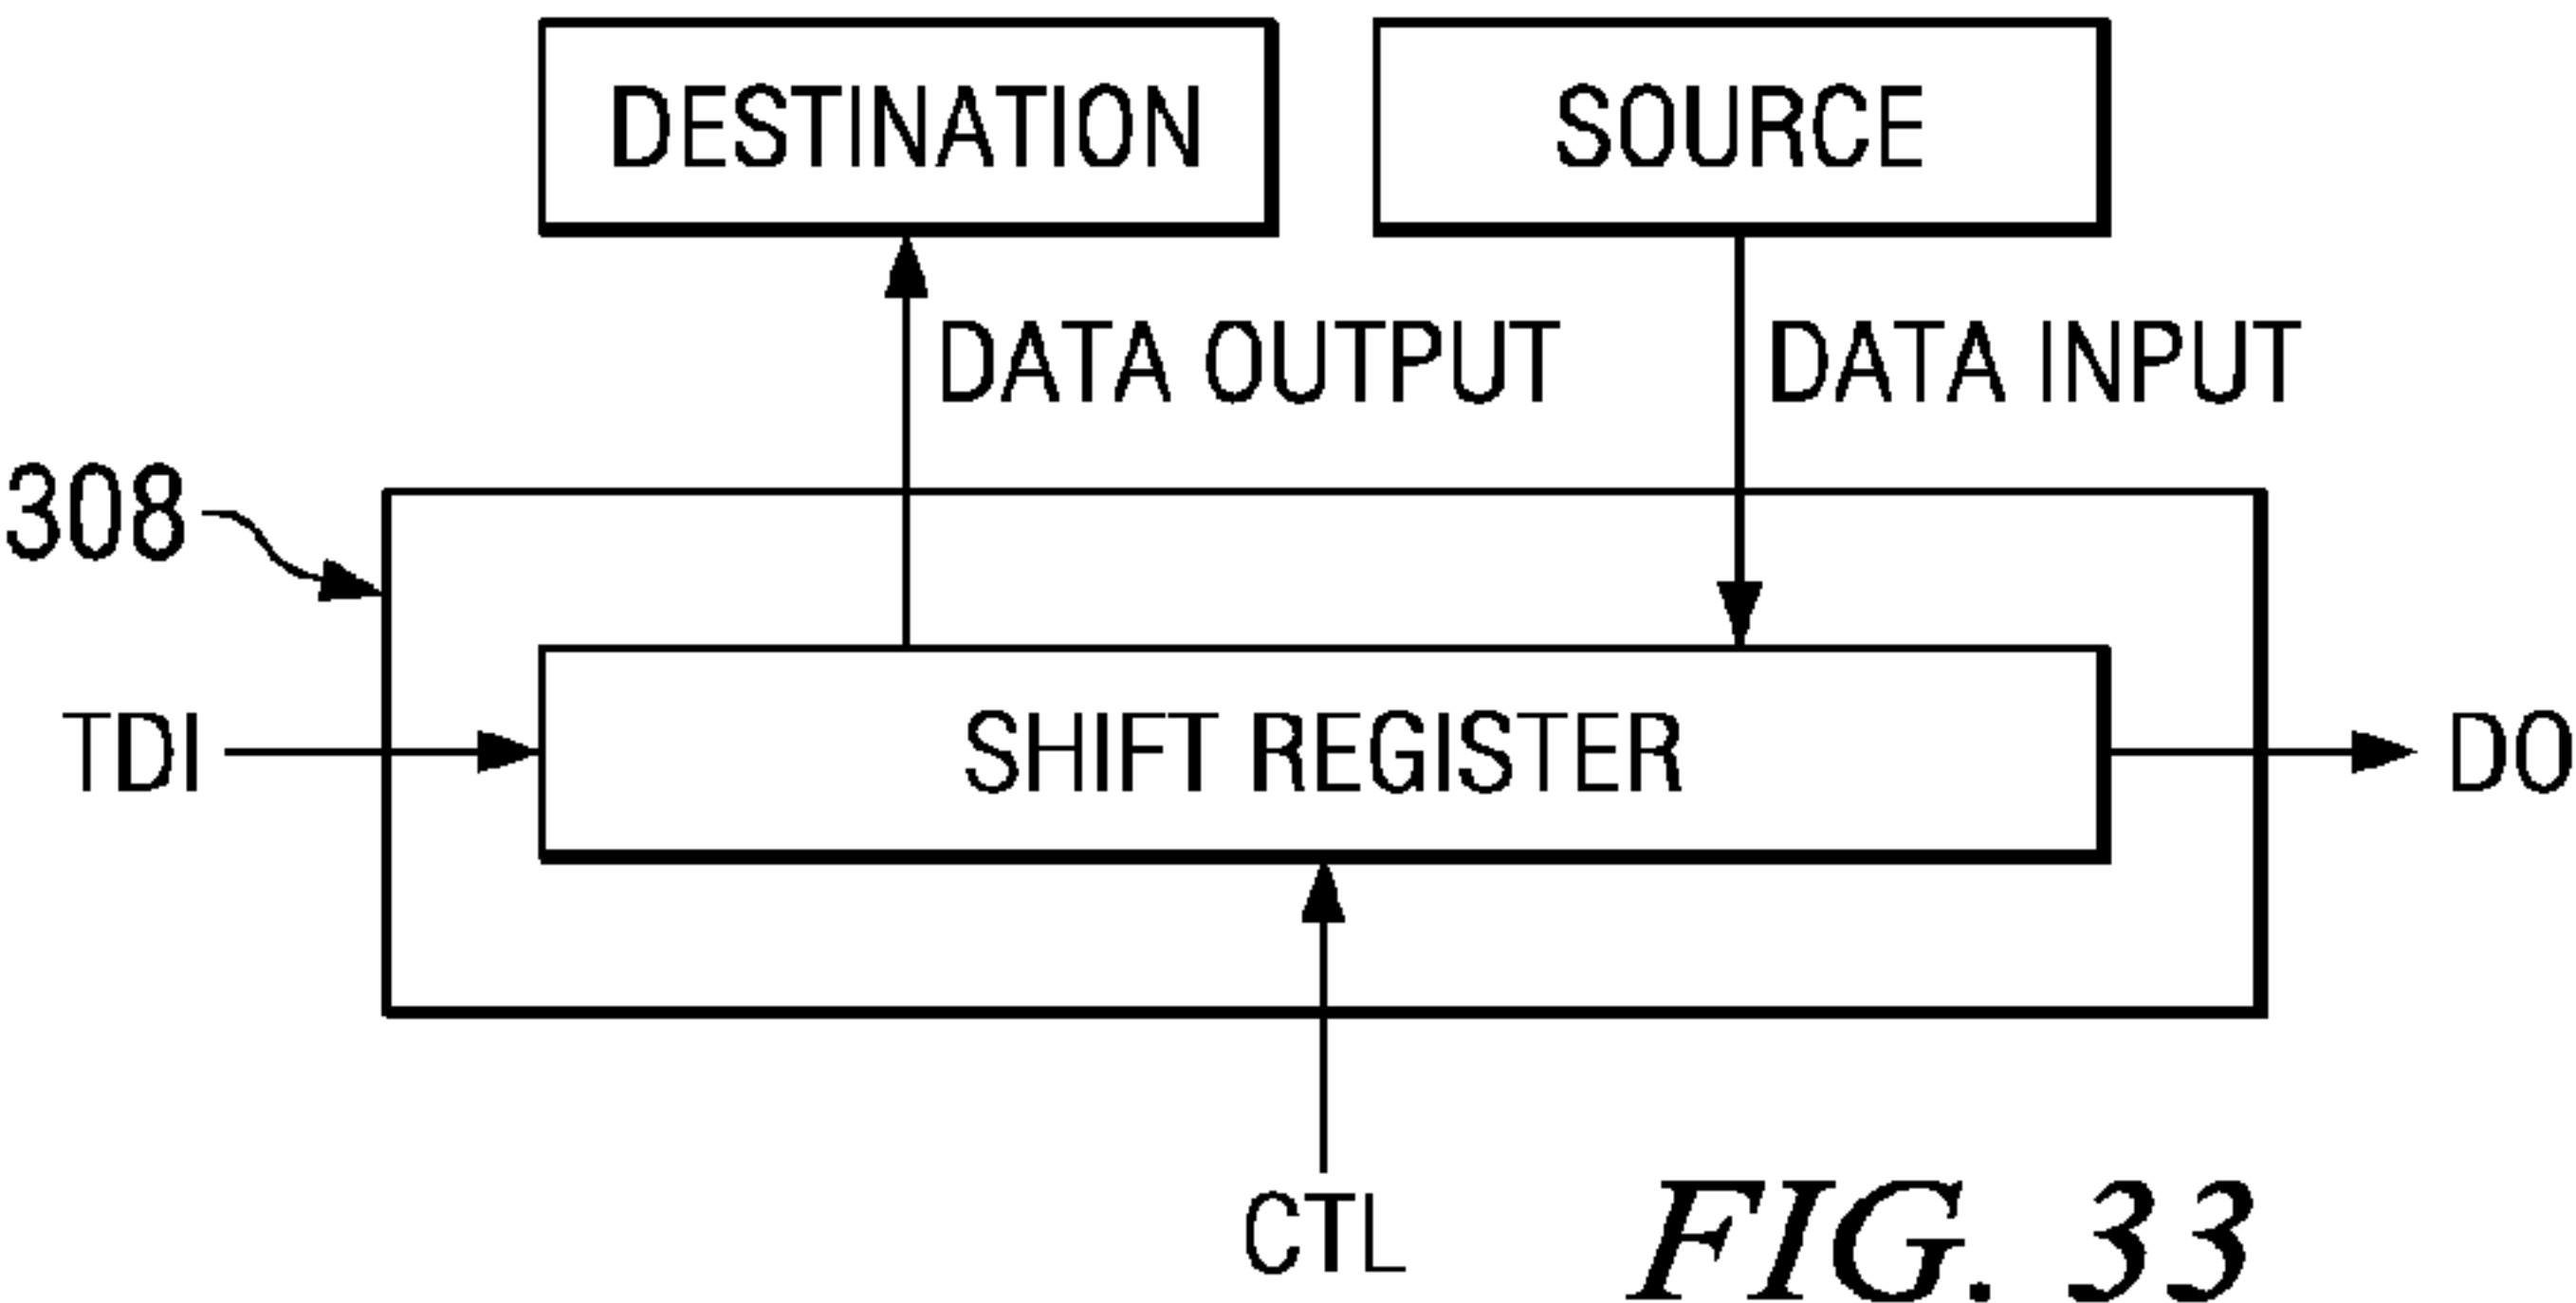 DESTINATION
SOURCE
DATA OUTPUT
DATA INPUT
308
TDI
SHIFT REGISTER
DO
CTL
FIG. 33